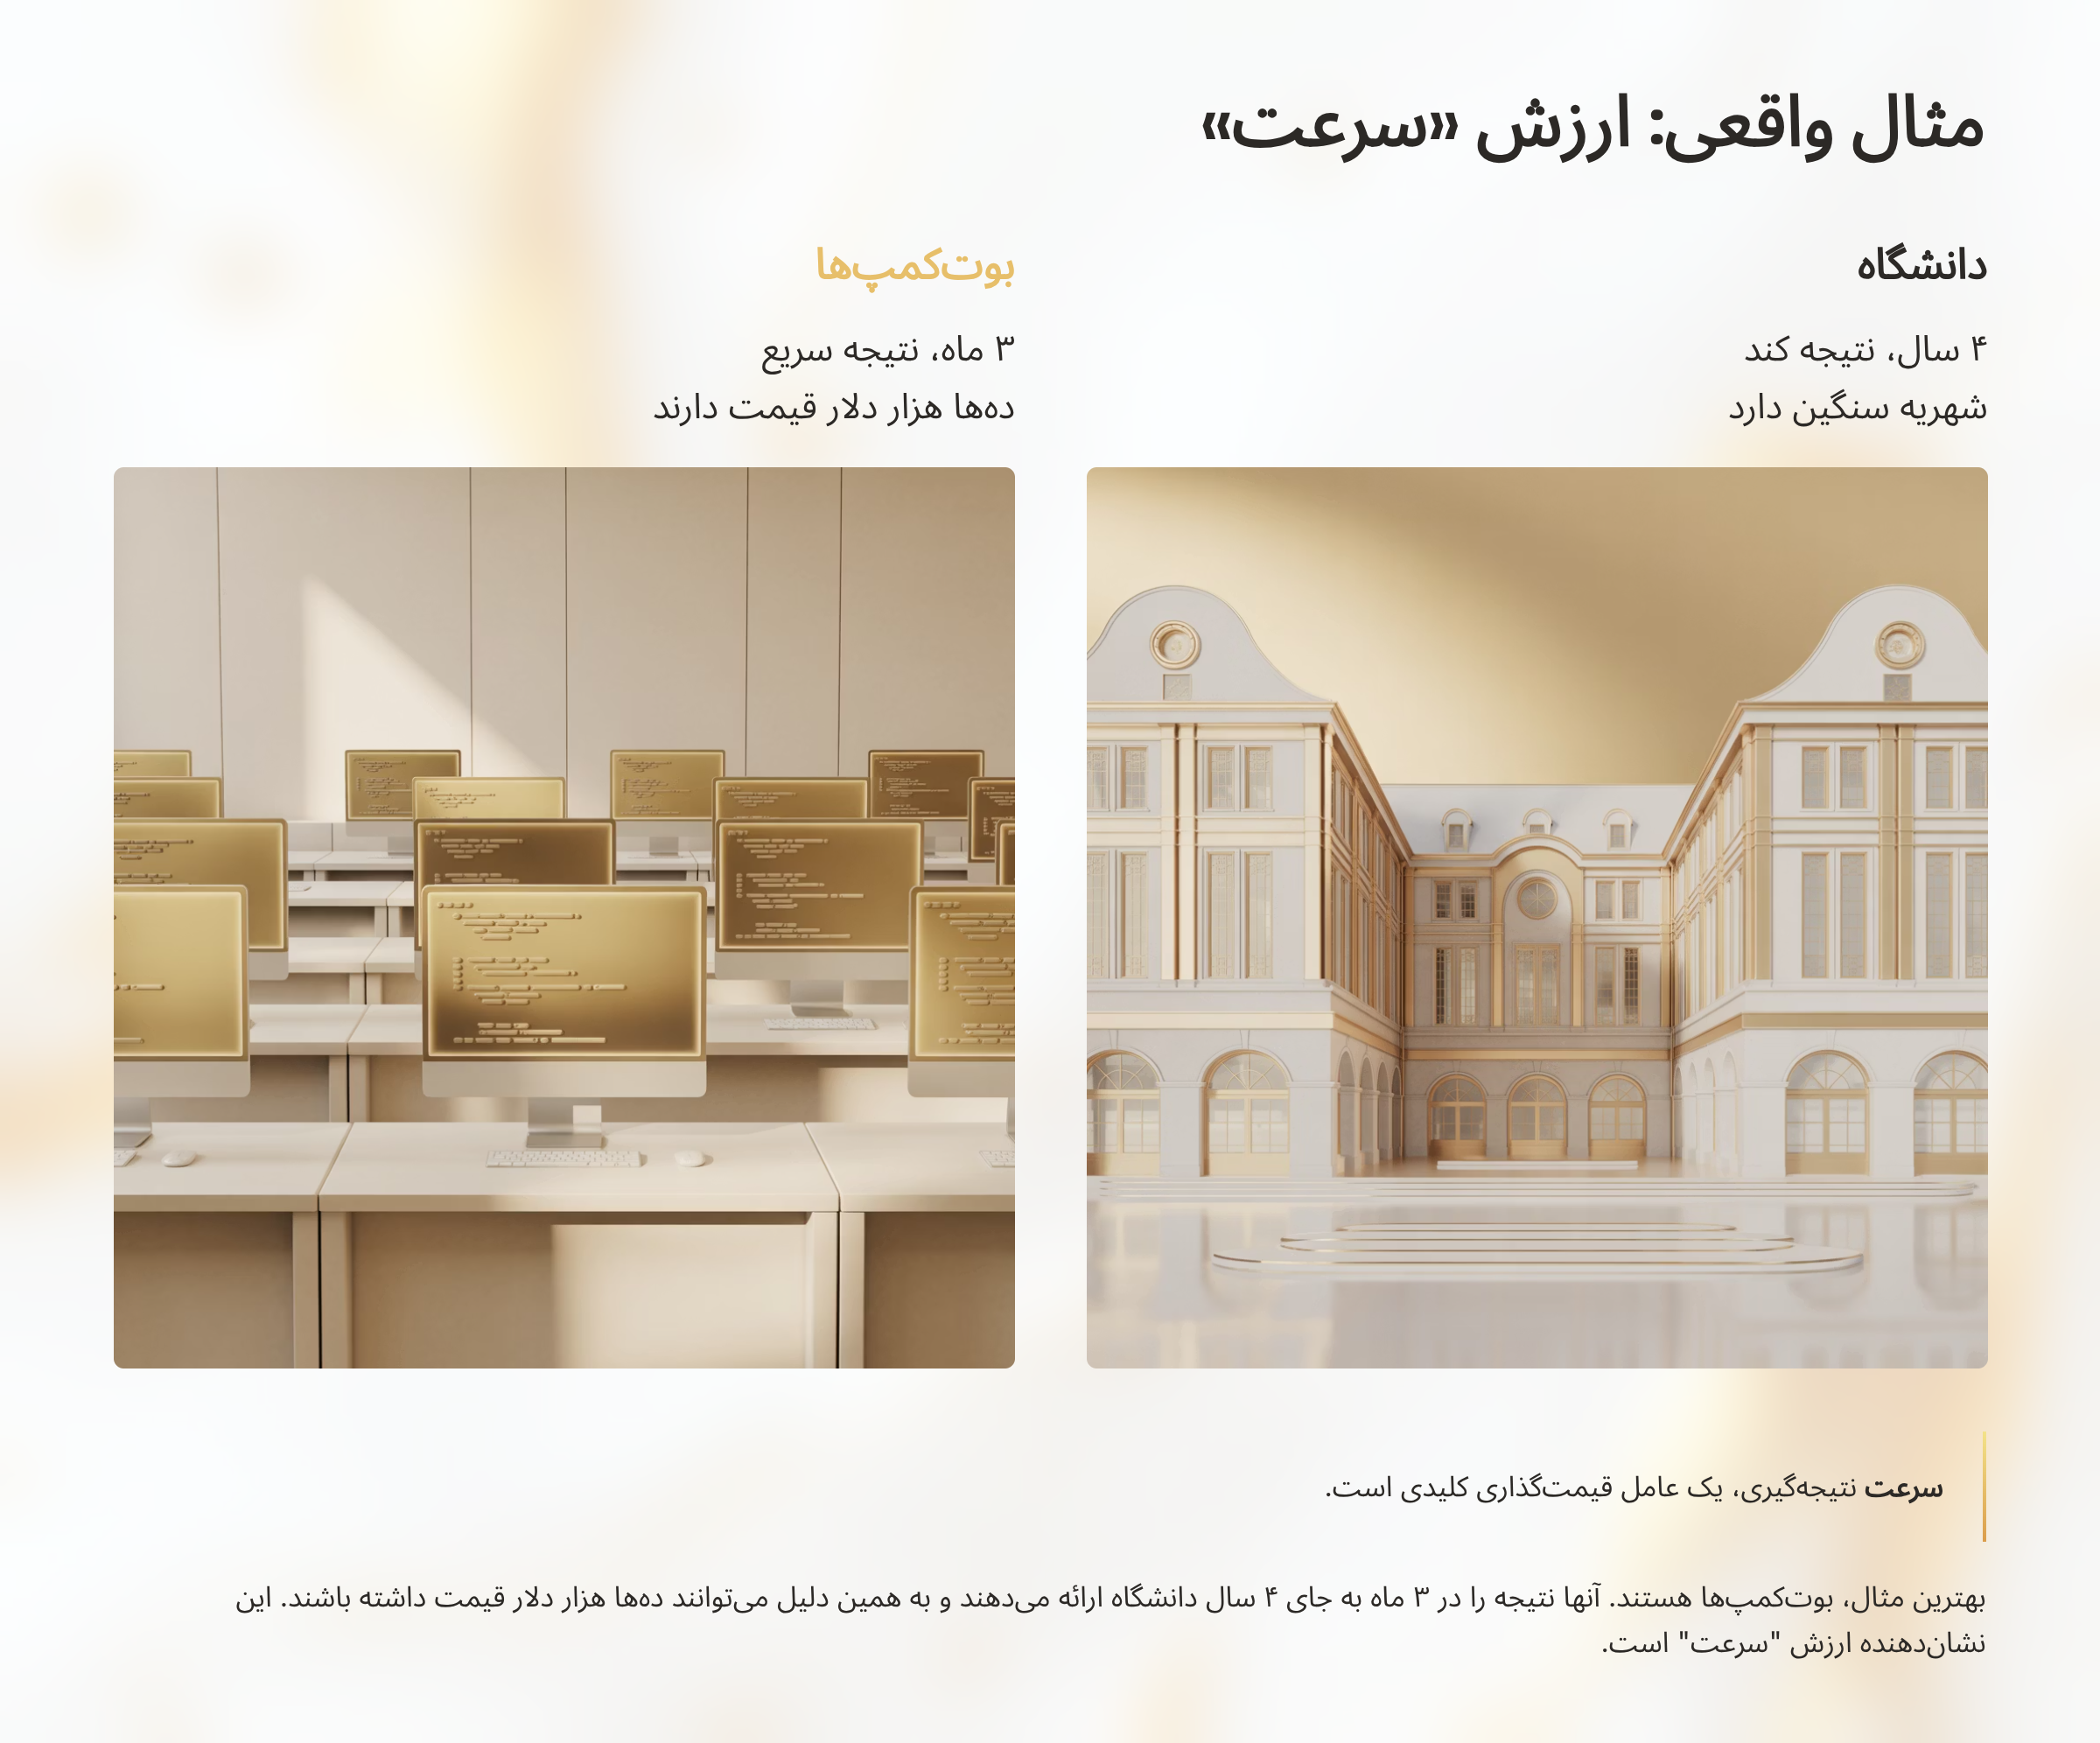 مثال واقعی: ارزش «سرعت»
دانشگاه
۴ سال، نتیجه کند
شهریه سنگین دارد
بوت‌کمپ‌ها
۳ ماه، نتیجه سریع
ده‌ها هزار دلار قیمت دارند
سرعت نتیجه‌گیری، یک عامل قیمت‌گذاری کلیدی است.
بهترین مثال، بوت‌کمپ‌ها هستند. آنها نتیجه را در ۳ ماه به جای ۴ سال دانشگاه ارائه می‌دهند و به همین دلیل می‌توانند ده‌ها هزار دلار قیمت داشته باشند. این
نشان‌دهنده ارزش "سرعت" است.